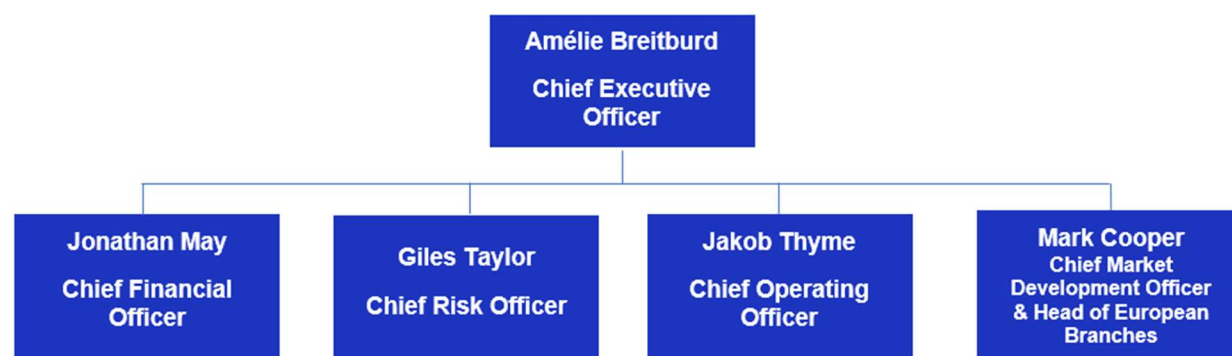 Amélie Breitburd
Chief Executive
Officer
Jonathan May
Chief Financial
Officer
Giles Taylor
Chief Risk Officer
Jakob Thyme
Chief Operating
Officer
Mark Cooper
Chief Market
Development Officer
& Head of European
Branches